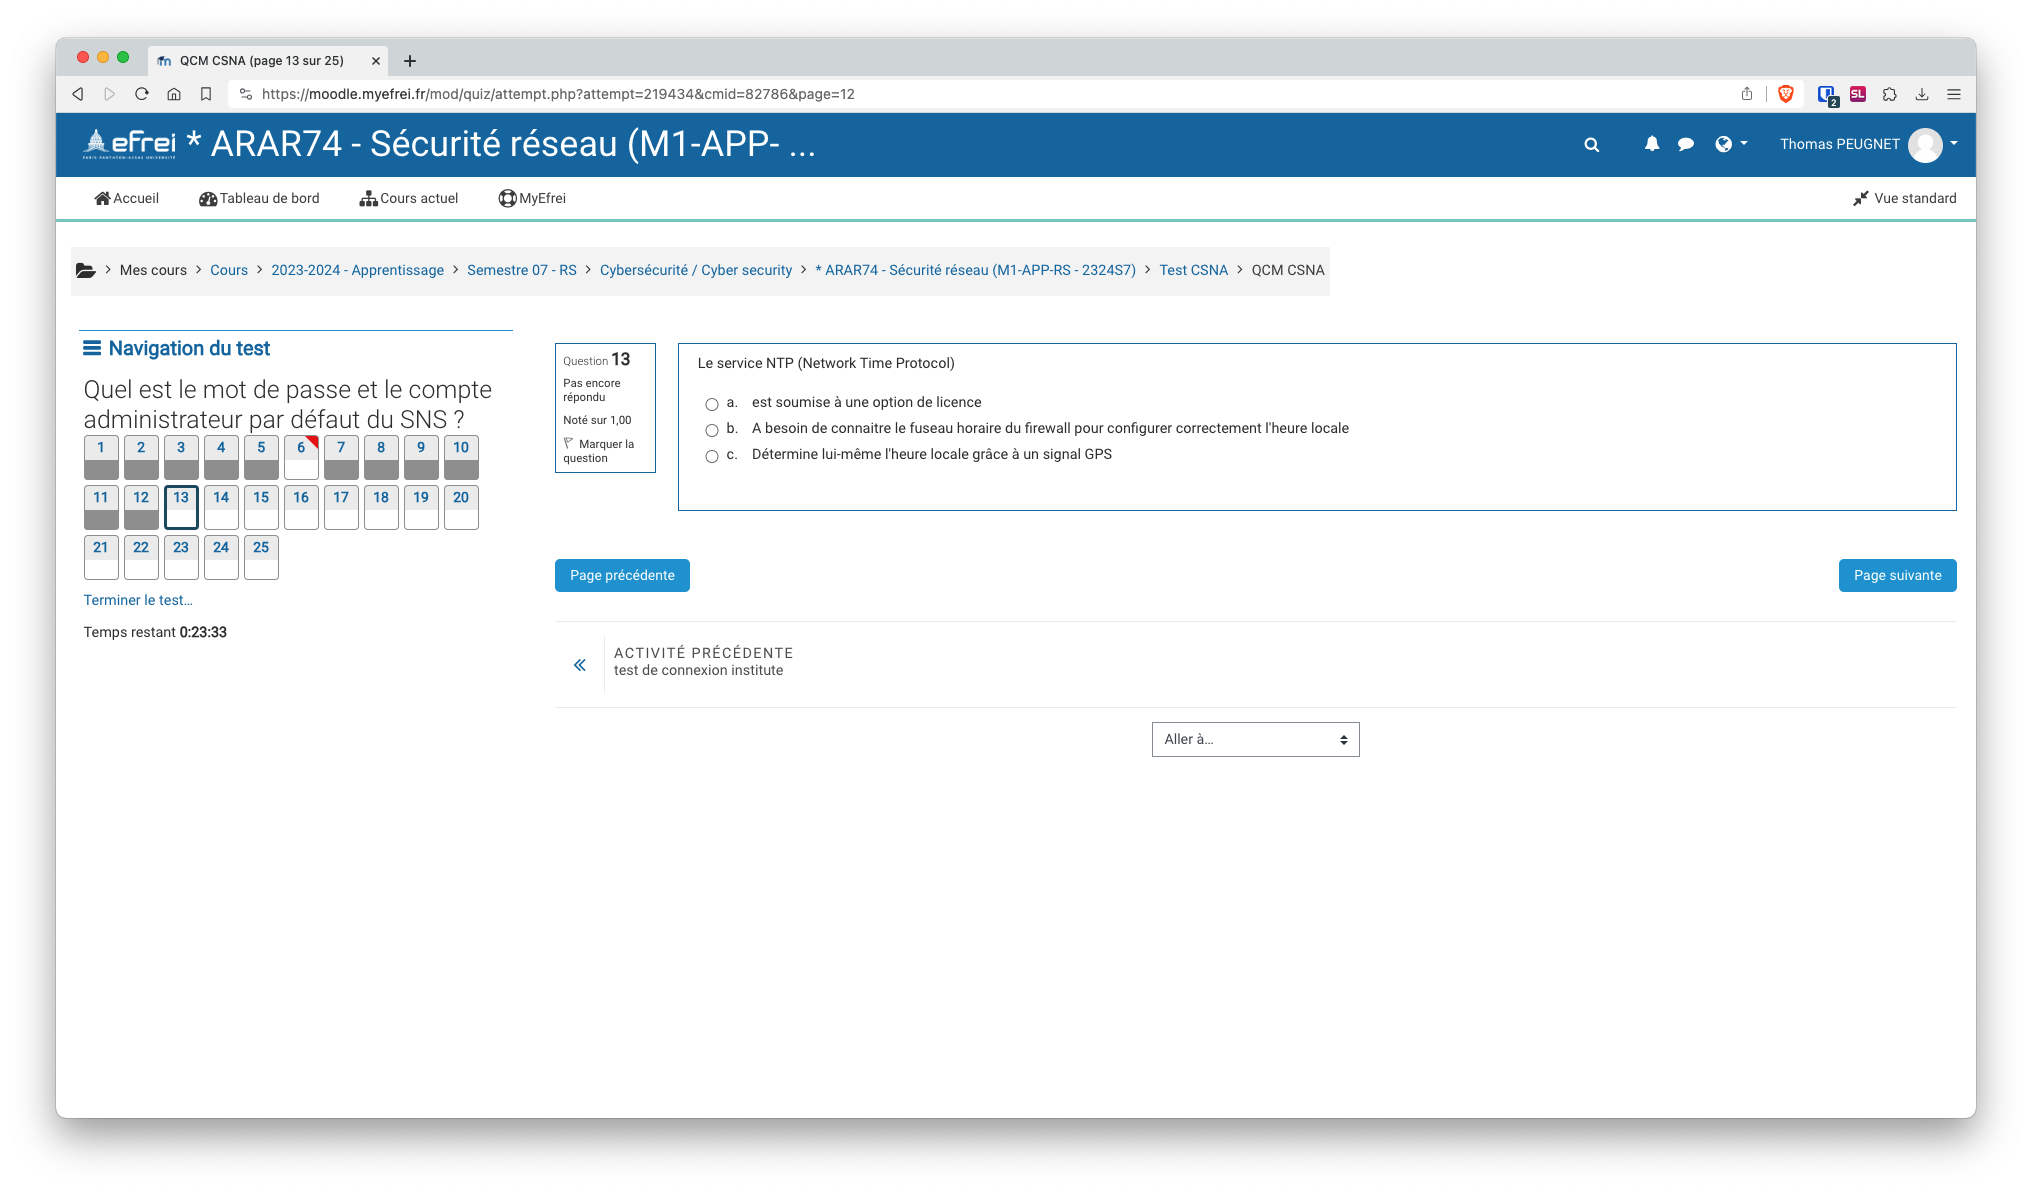 QCM CSNA (page 13 sur 25)
https://moodle.myefrei.fr/mod/quiz/attempt.php?attempt=219434&cmid=82786&page=12
2
SL
efrei
* ARAR74 - Sécurité réseau (M1-APP- ...
Thomas PEUGNET
Accueil
Tableau de bord
Cours actuel
MyEfrei
Vue standard
Mes cours > Cours > 2023-2024 - Apprentissage > Semestre 07 - RS > Cybersécurité / Cyber security > * ARAR74 - Sécurité réseau (M1-APP-RS - 2324S7) > Test CSNA > QCM CSNA
Navigation du test
Quel est le mot de passe et le compte
administrateur par défaut du SNS ?
1 2 3 4 5 6 7 8 9 10
11 12 13 14 15 16 17 18 19 20
21 22 23 24 25
Terminer le test...
Temps restant 0:23:33
Question 13
Pas encore
répondu
Noté sur 1,00
Marquer la
question
Le service NTP (Network Time Protocol)
a. est soumise à une option de licence
b. A besoin de connaitre le fuseau horaire du firewall pour configurer correctement l'heure locale
c. Détermine lui-même l'heure locale grâce à un signal GPS
Page précédente
Page suivante
ACTIVITÉ PRÉCÉDENTE
test de connexion institute
Aller à...